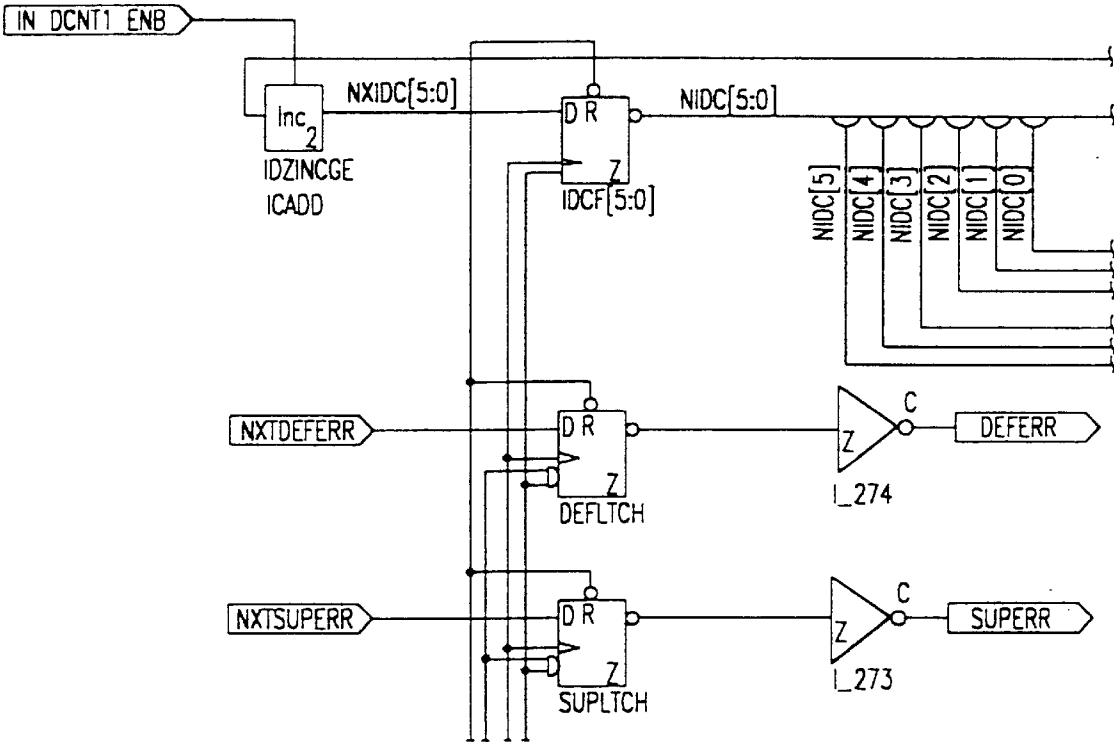 IN DCNT1 ENB
NXIDC[5:0]
Inc
2
IDZINCGE
ICADD
D R
Z
IDCF[5:0]
NIDC[5:0]
NIDC[5]
NIDC[4]
NIDC[3]
NIDC[2]
NIDC[1]
NIDC[0]
NXTDEFERR
D R
Z
DEFLTCH
Z
C
I_274
DEFERR
NXTSUPERR
D R
Z
SUPLTCH
Z
C
I_273
SUPERR